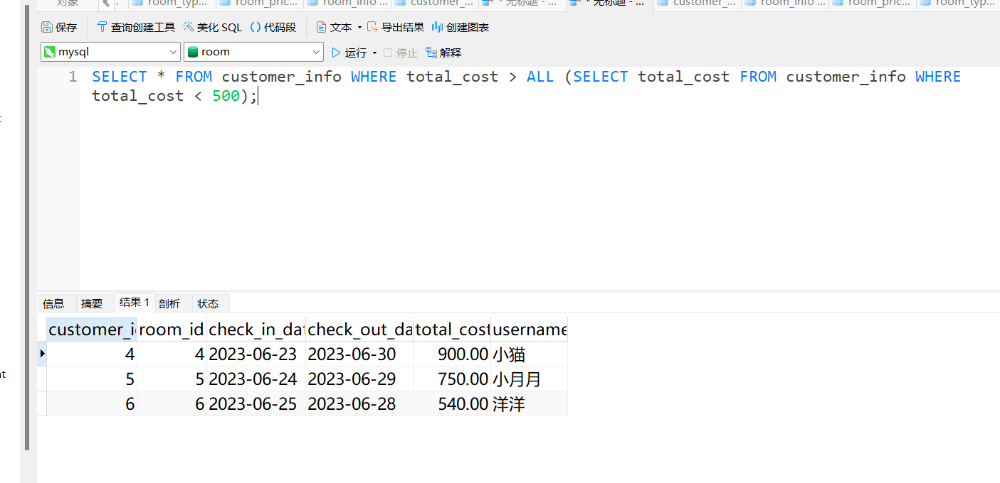 对象 room_typ... room_pric... room_info ... customer_... * 无标题 - ... * 无标题 - ... customer_... room_info ... room_pric... room_typ...
保存 查询创建工具 美化 SQL () 代码段 文本 导出结果 创建图表
mysql room 运行 停止 解释
1 SELECT * FROM customer_info WHERE total_cost > ALL (SELECT total_cost FROM customer_info WHERE
total_cost < 500);
信息 摘要 结果 1 剖析 状态
customer_i room_id check_in_dat check_out_da total_cost username
4 4 2023-06-23 2023-06-30 900.00 小猫
5 5 2023-06-24 2023-06-29 750.00 小月月
6 6 2023-06-25 2023-06-28 540.00 洋洋